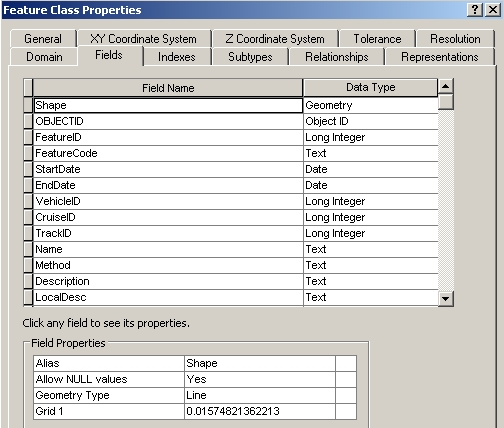 Feature Class Properties
General XY Coordinate System Z Coordinate System Tolerance Resolution
Domain Fields Indexes Subtypes Relationships Representations
Field Name Data Type
Shape Geometry
OBJECTID Object ID
FeatureID Long Integer
FeatureCode Text
StartDate Date
EndDate Date
VehicleID Long Integer
CruiseID Long Integer
TrackID Long Integer
Name Text
Method Text
Description Text
LocalDesc Text
Click any field to see its properties.
Field Properties
Alias Shape
Allow NULL values Yes
Geometry Type Line
Grid 1 0.01574821362213